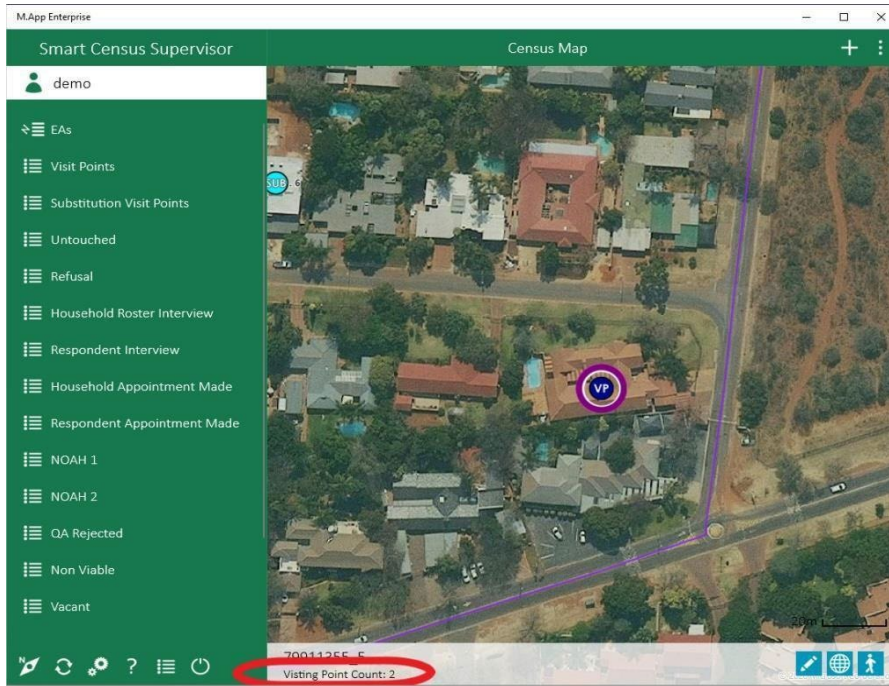 M.App Enterprise
Smart Census Supervisor
Census Map
demo
EAs
Visit Points
Substitution Visit Points
Untouched
Refusal
Household Roster Interview
Respondent Interview
Household Appointment Made
Respondent Appointment Made
NOAH 1
NOAH 2
QA Rejected
Non Viable
Vacant
SUB
6
VP
20m
79911355_5
Visting Point Count: 2